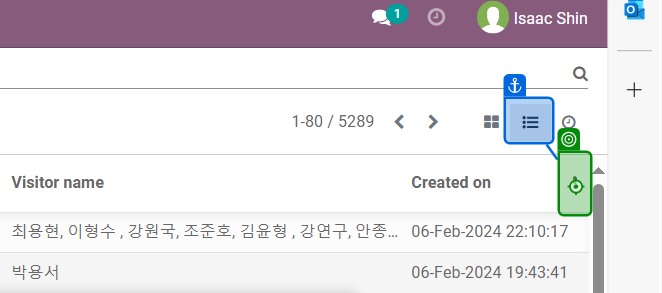 1
Isaac Shin
1-80 / 5289
Visitor name
Created on
최용현, 이형수 , 강원국, 조준호, 김윤형 , 강연구, 안종...
06-Feb-2024 22:10:17
박용서
06-Feb-2024 19:43:41